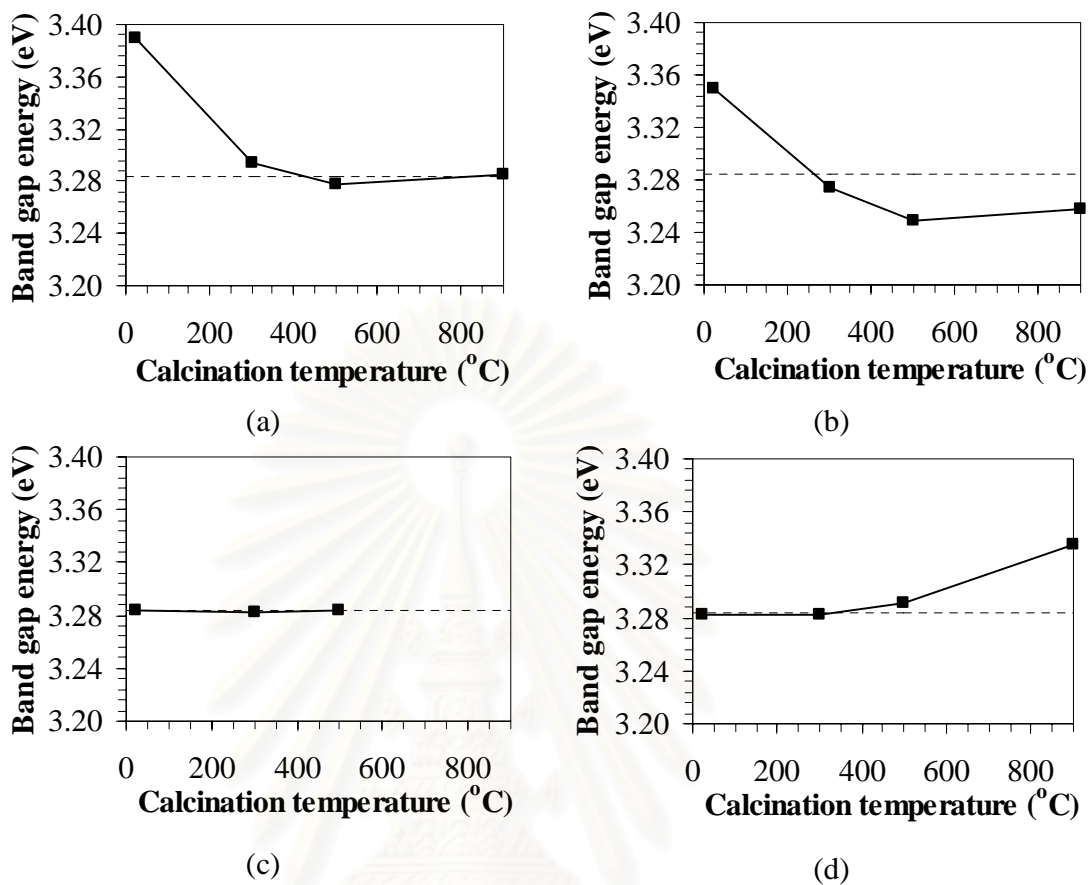 Band gap energy (eV)
3.40
3.36
3.32
3.28
3.24
3.20
0 200 400 600 800
Calcination temperature (°C)
(a)
Band gap energy (eV)
3.40
3.36
3.32
3.28
3.24
3.20
0 200 400 600 800
Calcination temperature (°C)
(b)
Band gap energy (eV)
3.40
3.36
3.32
3.28
3.24
3.20
0 200 400 600 800
Calcination temperature (°C)
(c)
Band gap energy (eV)
3.40
3.36
3.32
3.28
3.24
3.20
0 200 400 600 800
Calcination temperature (°C)
(d)